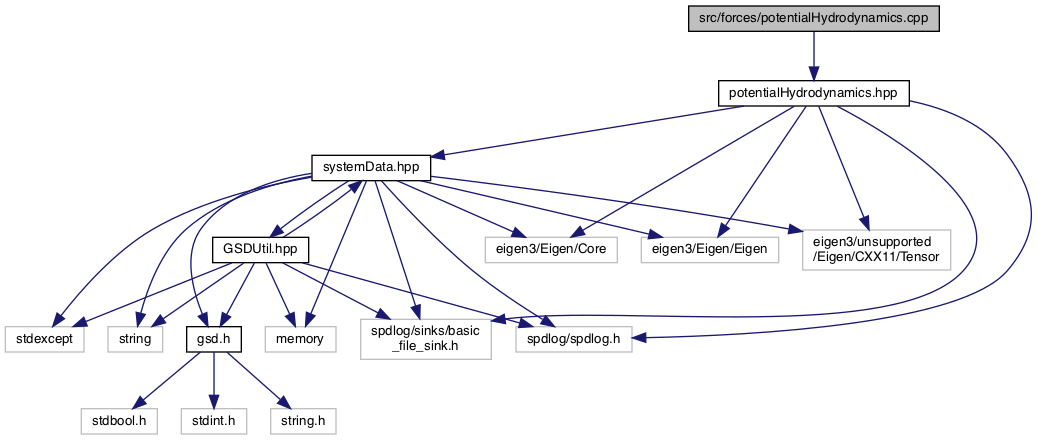 src/forces/potentialHydrodynamics.cpp
potentialHydrodynamics.hpp
systemData.hpp
GSDUtil.hpp
eigen3/Eigen/Core
eigen3/Eigen/Eigen
eigen3/unsupported
/Eigen/CXX11/Tensor
stdexcept
string
gsd.h
memory
spdlog/sinks/basic
_file_sink.h
spdlog/spdlog.h
stdbool.h
stdint.h
string.h